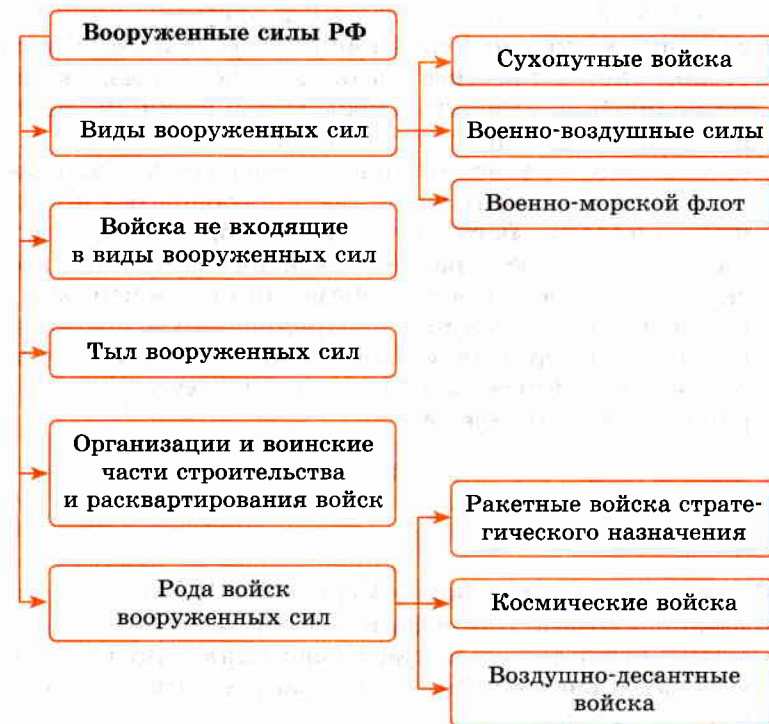 Вооруженные силы РФ
Виды вооруженных сил
Сухопутные войска
Военно-воздушные силы
Военно-морской флот
Войска не входящие
в виды вооруженных сил
Тыл вооруженных сил
Организации и воинские
части строительства
и расквартирования войск
Рода войск
вооруженных сил
Ракетные войска страте-
гического назначения
Космические войска
Воздушно-десантные
войска